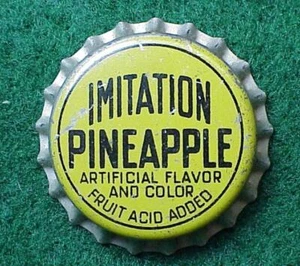 IMITATION
PINEAPPLE
ARTIFICIAL FLAVOR
AND COLOR
FRUIT ACID ADDED